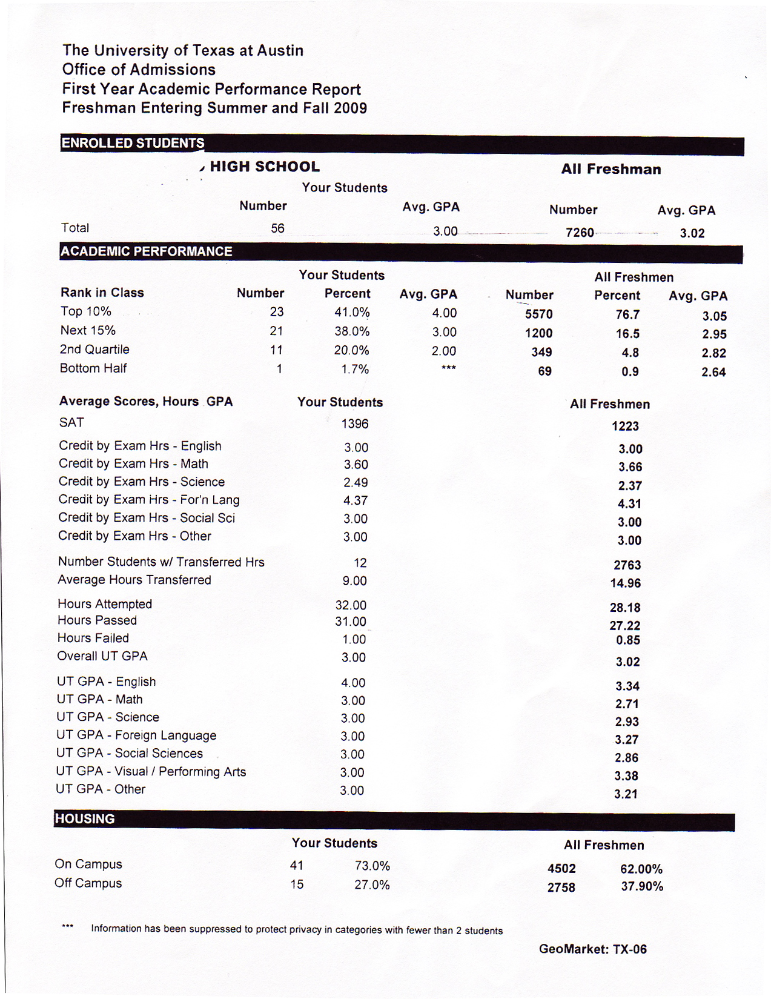 The University of Texas at Austin
Office of Admissions
First Year Academic Performance Report
Freshman Entering Summer and Fall 2009
ENROLLED STUDENTS
HIGH SCHOOL All Freshman
Your Students
Number Avg. GPA Number Avg. GPA
Total 56 3.00 7260 3.02
ACADEMIC PERFORMANCE
Your Students All Freshmen
Rank in Class Number Percent Avg. GPA Number Percent Avg. GPA
Top 10% 23 41.0% 4.00 5570 76.7 3.05
Next 15% 21 38.0% 3.00 1200 16.5 2.95
2nd Quartile 11 20.0% 2.00 349 4.8 2.82
Bottom Half 1 1.7% *** 69 0.9 2.64
Average Scores, Hours GPA Your Students All Freshmen
SAT 1396 1223
Credit by Exam Hrs - English 3.00 3.00
Credit by Exam Hrs - Math 3.60 3.66
Credit by Exam Hrs - Science 2.49 2.37
Credit by Exam Hrs - For'n Lang 4.37 4.31
Credit by Exam Hrs - Social Sci 3.00 3.00
Credit by Exam Hrs - Other 3.00 3.00
Number Students w/ Transferred Hrs 12 2763
Average Hours Transferred 9.00 14.96
Hours Attempted 32.00 28.18
Hours Passed 31.00 27.22
Hours Failed 1.00 0.85
Overall UT GPA 3.00 3.02
UT GPA - English 4.00 3.34
UT GPA - Math 3.00 2.71
UT GPA - Science 3.00 2.93
UT GPA - Foreign Language 3.00 3.27
UT GPA - Social Sciences 3.00 2.86
UT GPA - Visual / Performing Arts 3.00 3.38
UT GPA - Other 3.00 3.21
HOUSING
Your Students All Freshmen
On Campus 41 73.0% 4502 62.00%
Off Campus 15 27.0% 2758 37.90%
*** Information has been suppressed to protect privacy in categories with fewer than 2 students
GeoMarket: TX-06